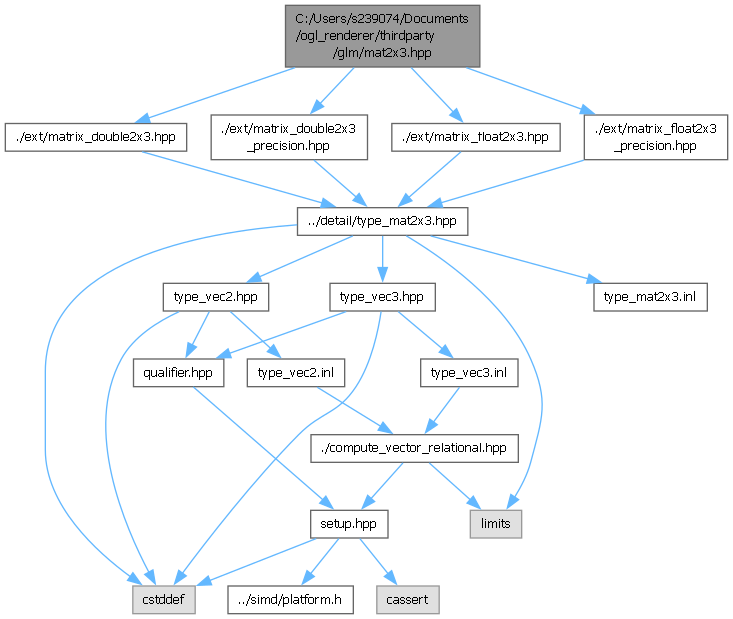 C:/Users/s239074/Documents
/ogl_renderer/thirdparty
/glm/mat2x3.hpp
./ext/matrix_double2x3.hpp
./ext/matrix_double2x3
_precision.hpp
./ext/matrix_float2x3.hpp
./ext/matrix_float2x3
_precision.hpp
../detail/type_mat2x3.hpp
type_vec2.hpp
type_vec3.hpp
type_mat2x3.inl
qualifier.hpp
type_vec2.inl
type_vec3.inl
./compute_vector_relational.hpp
setup.hpp
limits
cstddef
../simd/platform.h
cassert